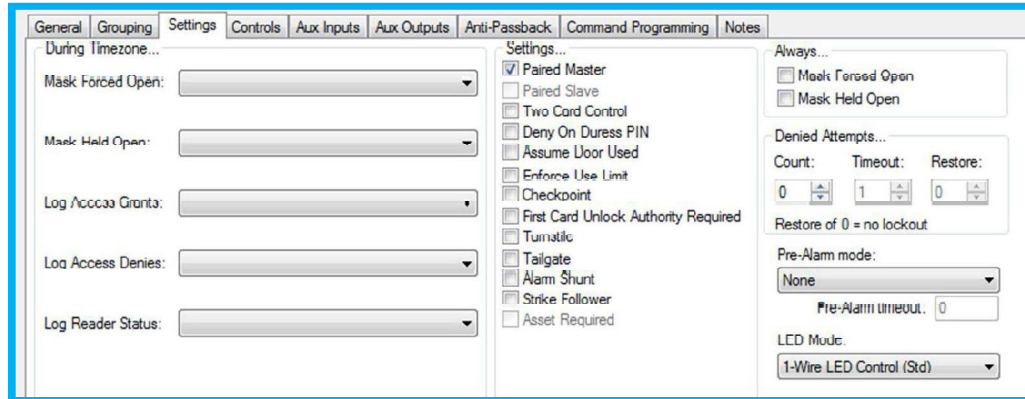 General Grouping Settings Controls Aux Inputs Aux Outputs Anti-Passback Command Programming Notes
During Timezone...
Mask Forced Open:
Mask Held Open:
Log Access Grants:
Log Access Denies:
Log Reader Status:
Settings...
Paired Master
Paired Slave
Two Card Control
Deny On Duress PIN
Assume Door Used
Enforce Use Limit
Checkpoint
First Card Unlock Authority Required
Turnstile
Tailgate
Alarm Shunt
Strike Follower
Asset Required
Always...
Mask Forced Open
Mask Held Open
Denied Attempts...
Count: Timeout: Restore:
0 1 0
Restore of 0 = no lockout
Pre-Alarm mode:
None
Pre-Alarm timeout: 0
LED Mode:
1-Wire LED Control (Std)